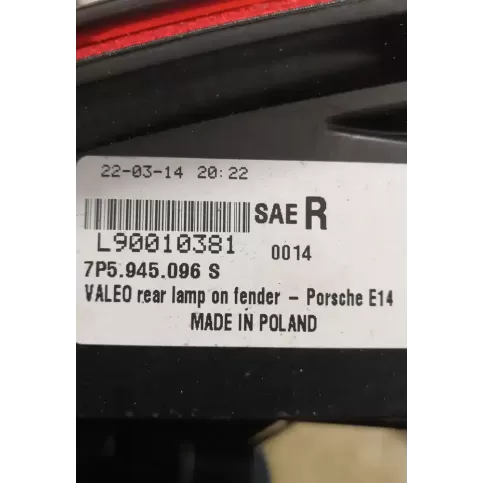 22-03-14 20:22
SAE R
L90010381 0014
7P5.945.096 S
VALEO rear lamp on fender - Porsche E14
MADE IN POLAND